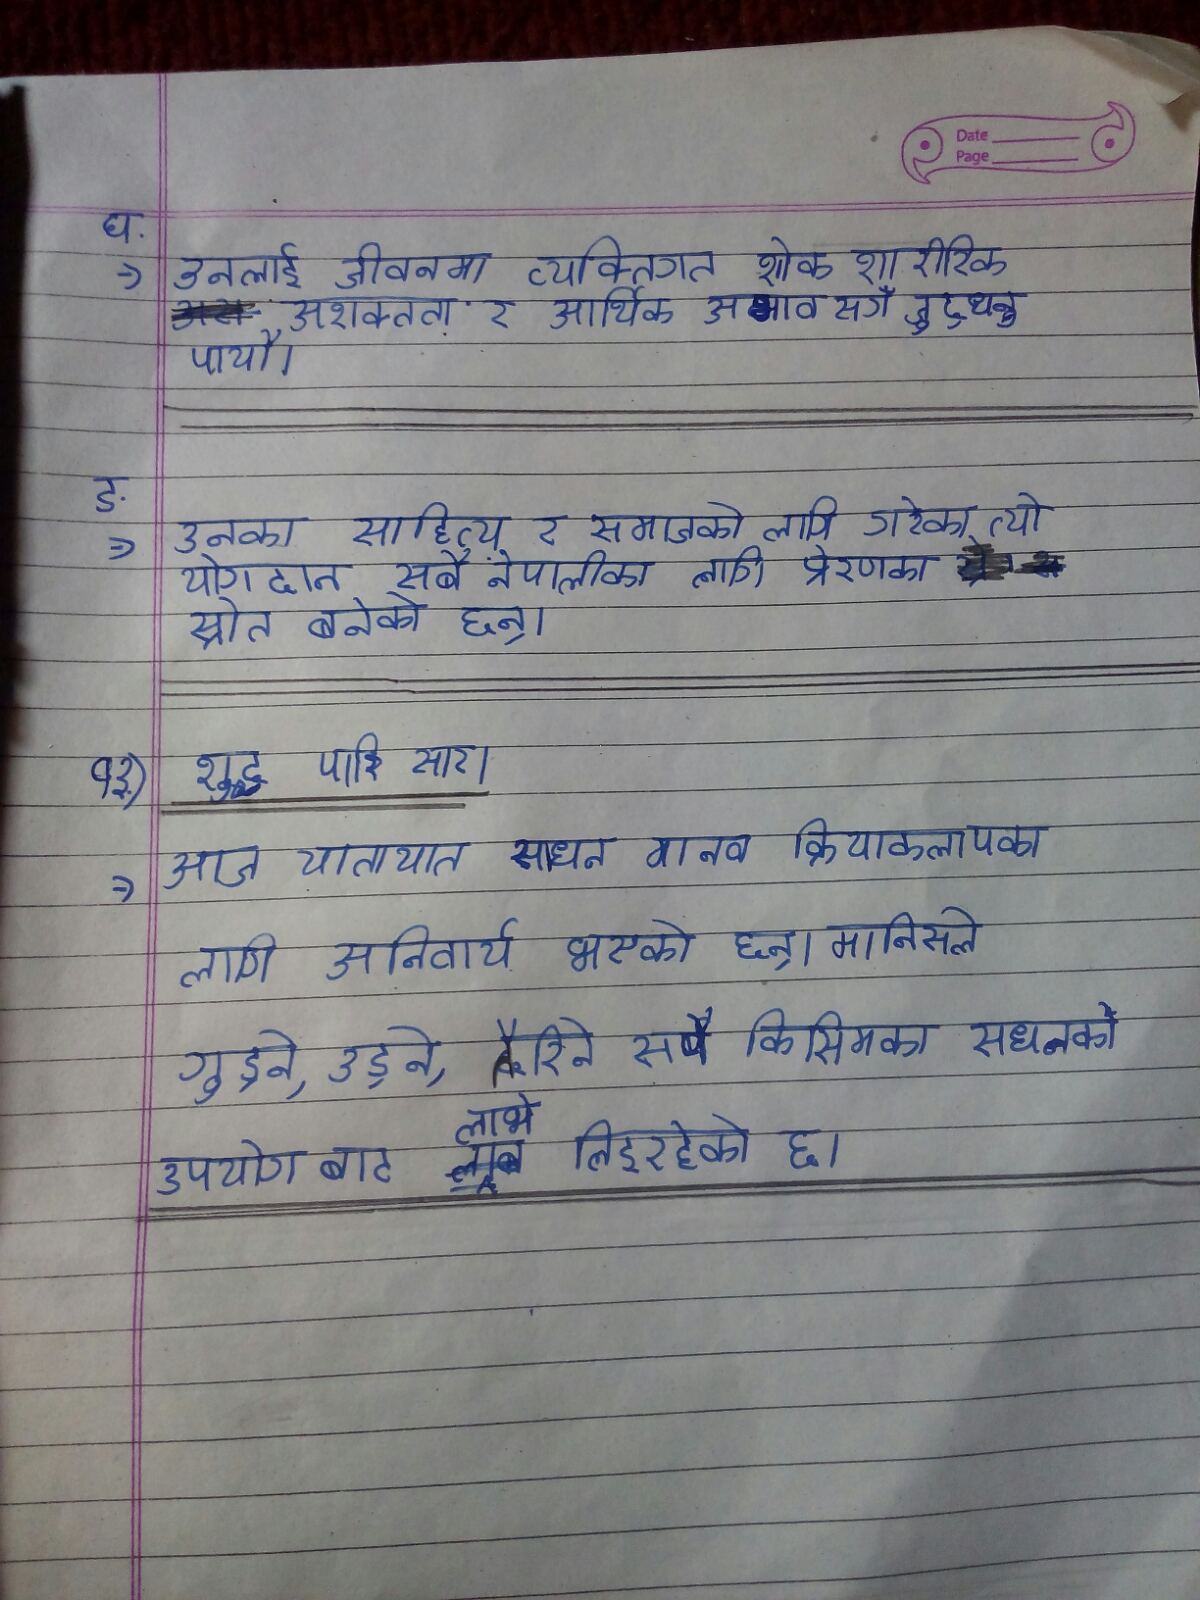 Date
Page
घ.
⇒ उनलाई जीवनमा व्यक्तिगत शोक शारीरिक
अशक्तता र आर्थिक अभाव सगँ जुद्धनु
पार्यो।
ङ.
⇒ उनका साहित्य र समाजको लागि गरेका त्यो
योगदान सबै नेपालीका लागि प्रेरणका
स्रोत बनेको छन्।
१३) शुद्ध पारि सार।
⇒ आज यातायात साधन मानव क्रियाकलापका
लागि अनिवार्य भएको छन्। मानिसले
गुड्ने, उड्ने, तैरिने सबै किसिमका सधनको
लाभ
उपयोग बाट लिइरहेको छ।